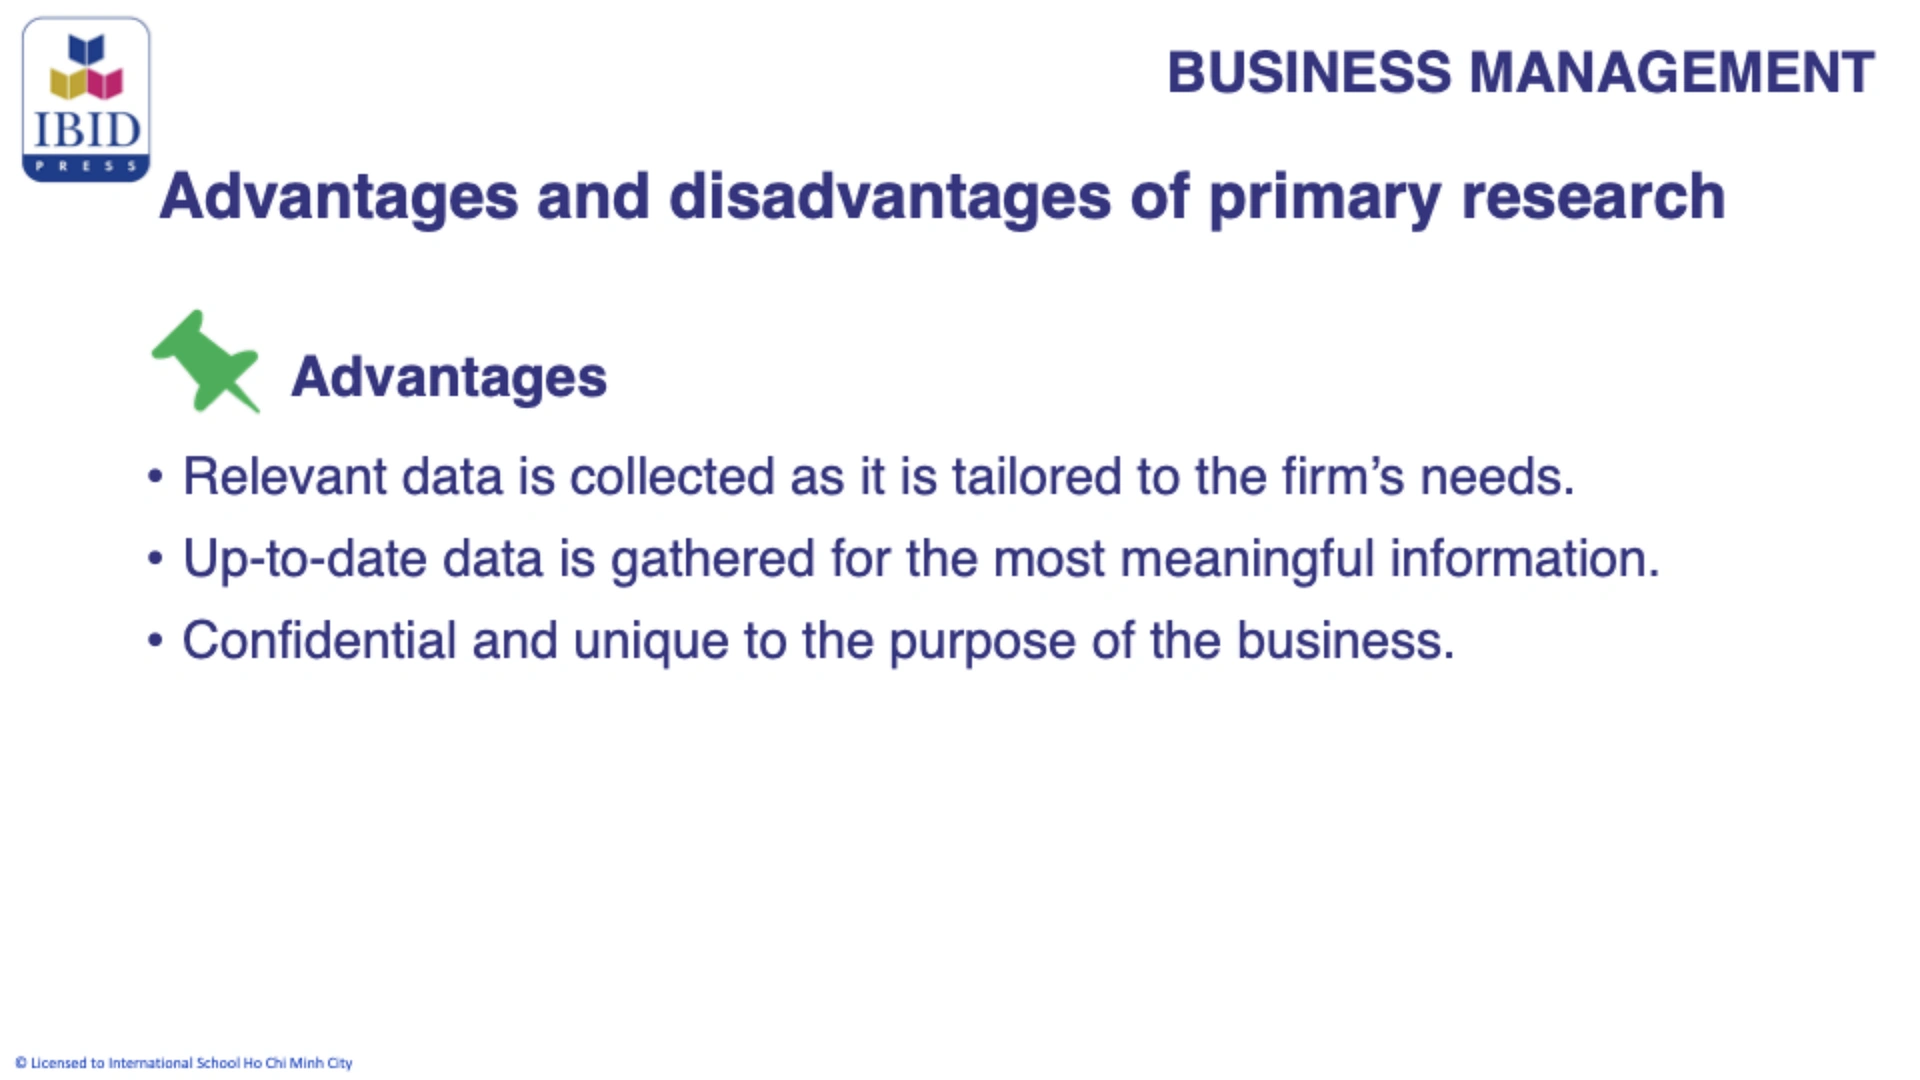 IBID
PRESS
BUSINESS MANAGEMENT
Advantages and disadvantages of primary research
Advantages
• Relevant data is collected as it is tailored to the firm’s needs.
• Up-to-date data is gathered for the most meaningful information.
• Confidential and unique to the purpose of the business.
© Licensed to International School Ho Chi Minh City